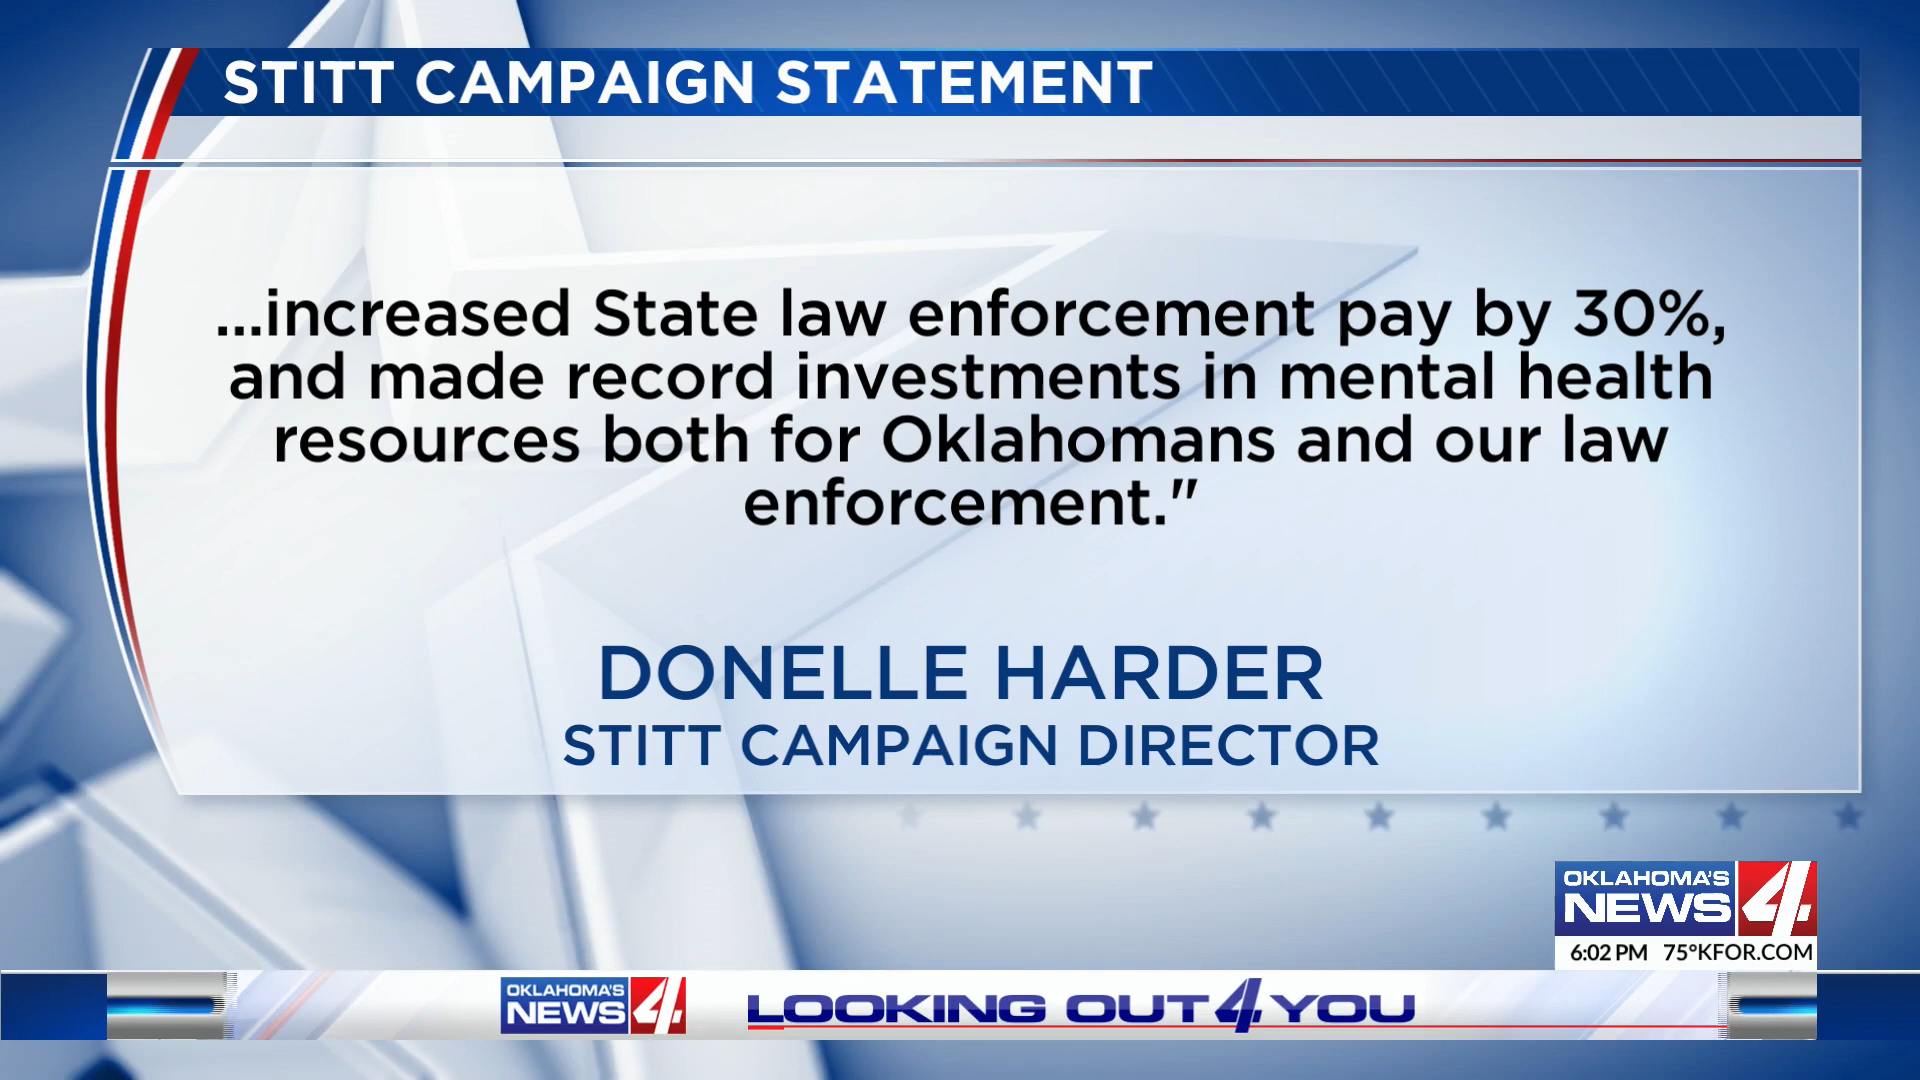 STITT CAMPAIGN STATEMENT
...increased State law enforcement pay by 30%,
and made record investments in mental health
resources both for Oklahomans and our law
enforcement."
DONELLE HARDER
STITT CAMPAIGN DIRECTOR
OKLAHOMA'S
NEWS 4
6:02 PM 75° KFOR.COM
OKLAHOMA'S
NEWS 4
LOOKING OUT 4 YOU